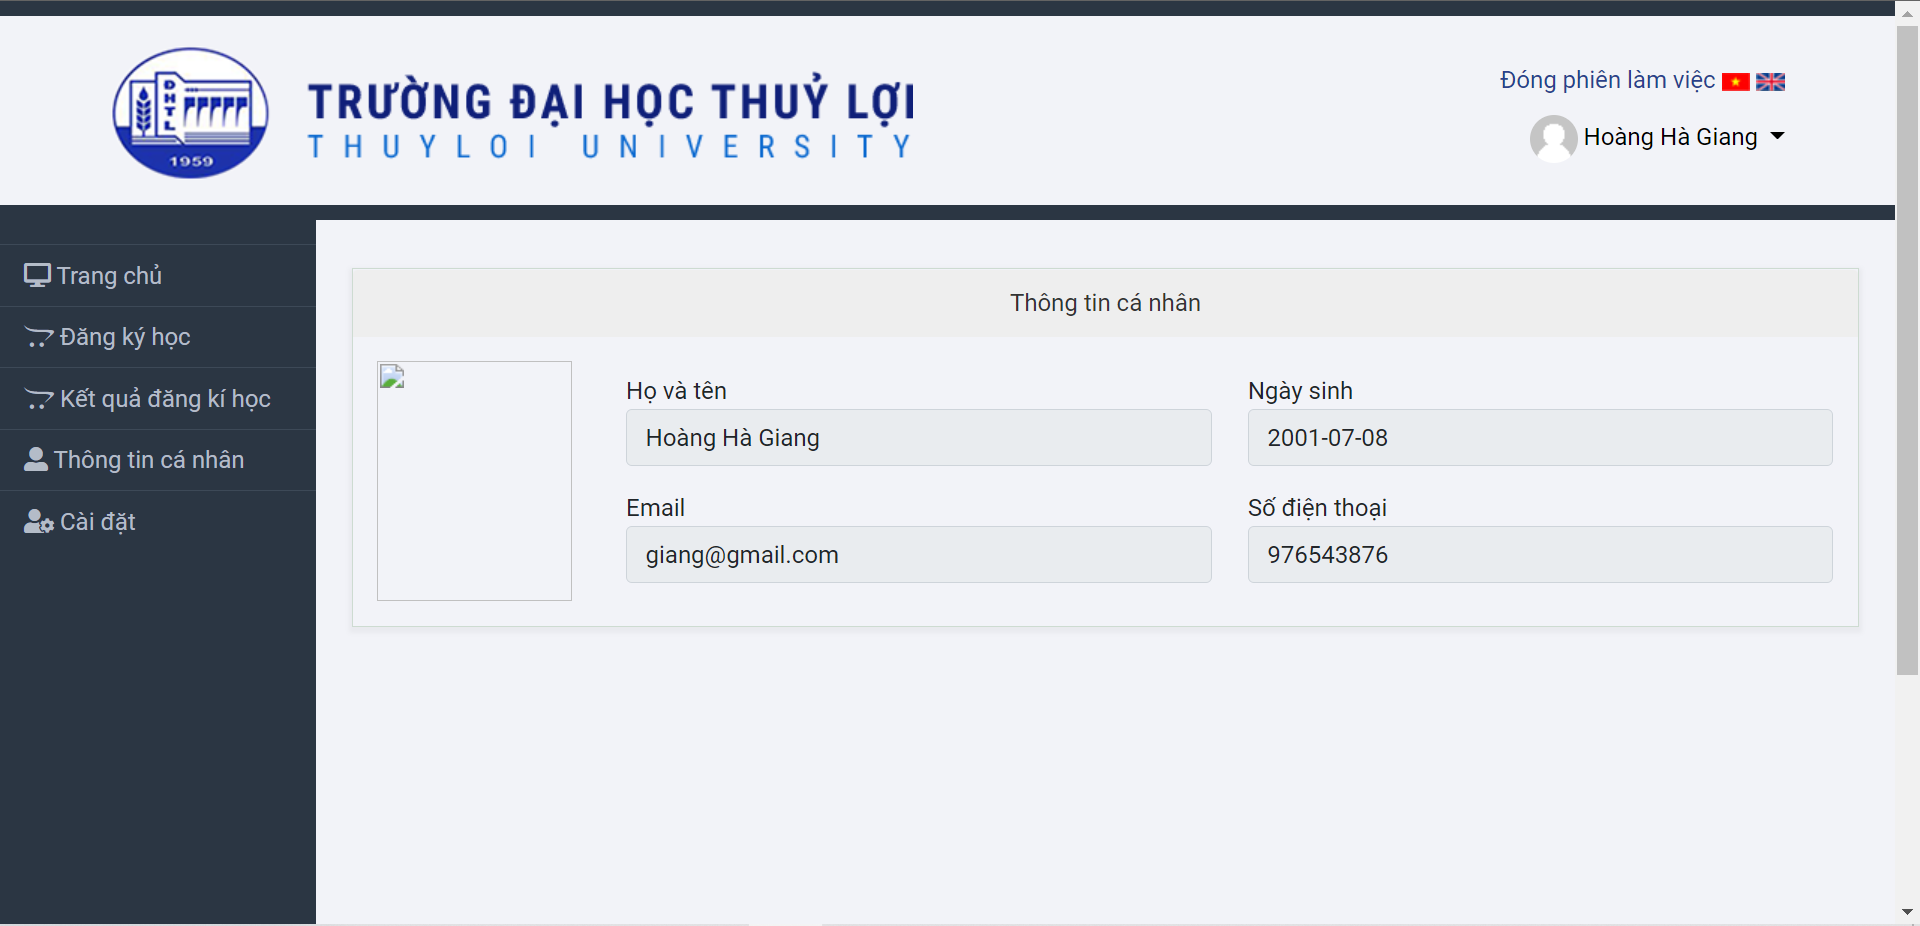 ĐHTL
1959
TRƯỜNG ĐẠI HỌC THUỶ LỢI
THUYLOI UNIVERSITY
Đóng phiên làm việc
Hoàng Hà Giang
Trang chủ
Đăng ký học
Kết quả đăng kí học
Thông tin cá nhân
Cài đặt
Thông tin cá nhân
Họ và tên
Hoàng Hà Giang
Ngày sinh
2001-07-08
Email
giang@gmail.com
Số điện thoại
976543876